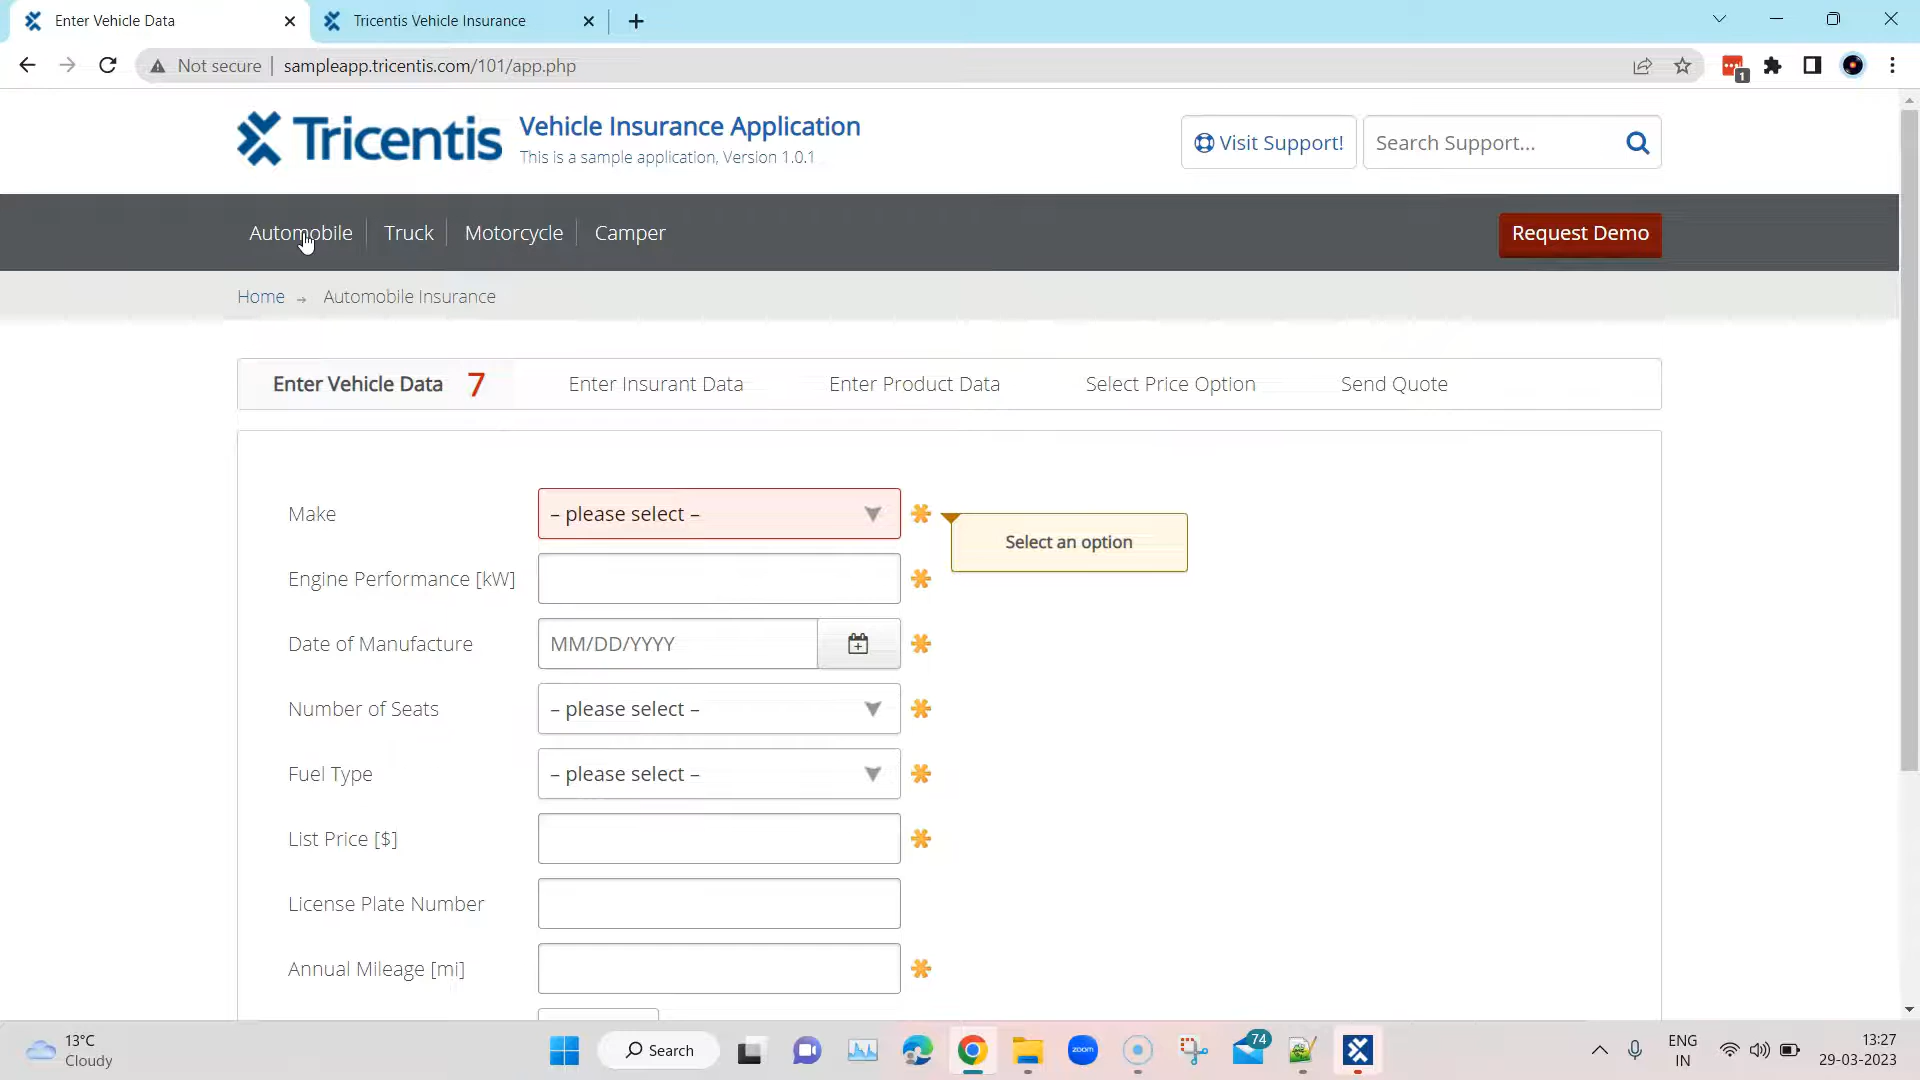 Enter Vehicle Data
Tricentis Vehicle Insurance
Not secure
sampleapp.tricentis.com/101/app.php
1
Tricentis
Vehicle Insurance Application
This is a sample application, Version 1.0.1
Visit Support!
Search Support...
Automobile
Truck
Motorcycle
Camper
Request Demo
Home → Automobile Insurance
Enter Vehicle Data 7
Enter Insurant Data
Enter Product Data
Select Price Option
Send Quote
Make
– please select –
Select an option
Engine Performance [kW]
Date of Manufacture
MM/DD/YYYY
Number of Seats
– please select –
Fuel Type
– please select –
List Price [$]
License Plate Number
Annual Mileage [mi]
13°C
Cloudy
Search
zoom
74
ENG
IN
13:27
29-03-2023